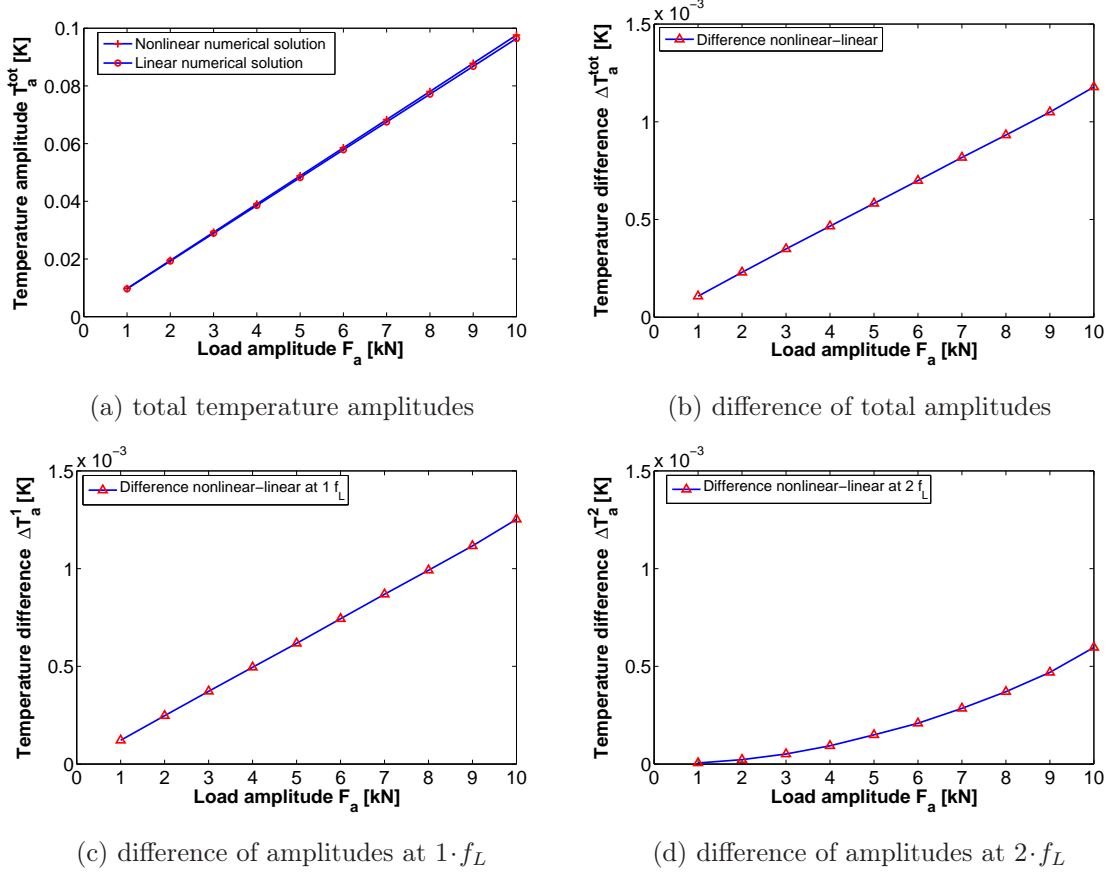 0.1
0.08
0.06
0.04
0.02
0
Temperature amplitude T_a^tot [K]
Nonlinear numerical solution
Linear numerical solution
0 1 2 3 4 5 6 7 8 9 10
Load amplitude F_a [kN]
(a) total temperature amplitudes
1.5 x 10^−3
1
0.5
0
Temperature difference ΔT_a^tot [K]
Difference nonlinear−linear
0 1 2 3 4 5 6 7 8 9 10
Load amplitude F_a [kN]
(b) difference of total amplitudes
1.5 x 10^−3
1
0.5
0
Temperature difference ΔT_a^1 [K]
Difference nonlinear−linear at 1 f_L
0 1 2 3 4 5 6 7 8 9 10
Load amplitude F_a [kN]
(c) difference of amplitudes at 1·f_L
1.5 x 10^−3
1
0.5
0
Temperature difference ΔT_a^2 [K]
Difference nonlinear−linear at 2 f_L
0 1 2 3 4 5 6 7 8 9 10
Load amplitude F_a [kN]
(d) difference of amplitudes at 2·f_L